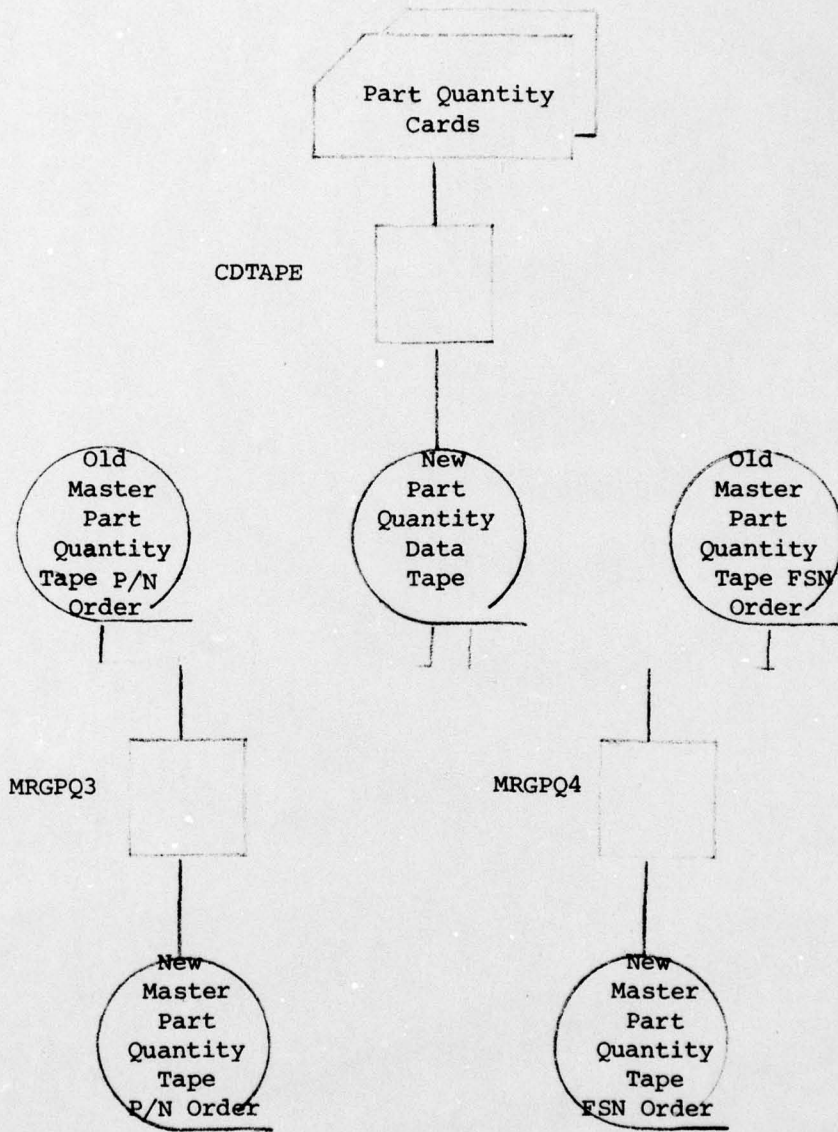 Part Quantity
Cards
CDTAPE
Old
Master
Part
Quantity
Tape P/N
Order
New
Part
Quantity
Data
Tape
Old
Master
Part
Quantity
Tape FSN
Order
MRGPQ3
MRGPQ4
New
Master
Part
Quantity
Tape
P/N Order
New
Master
Part
Quantity
Tape
FSN Order